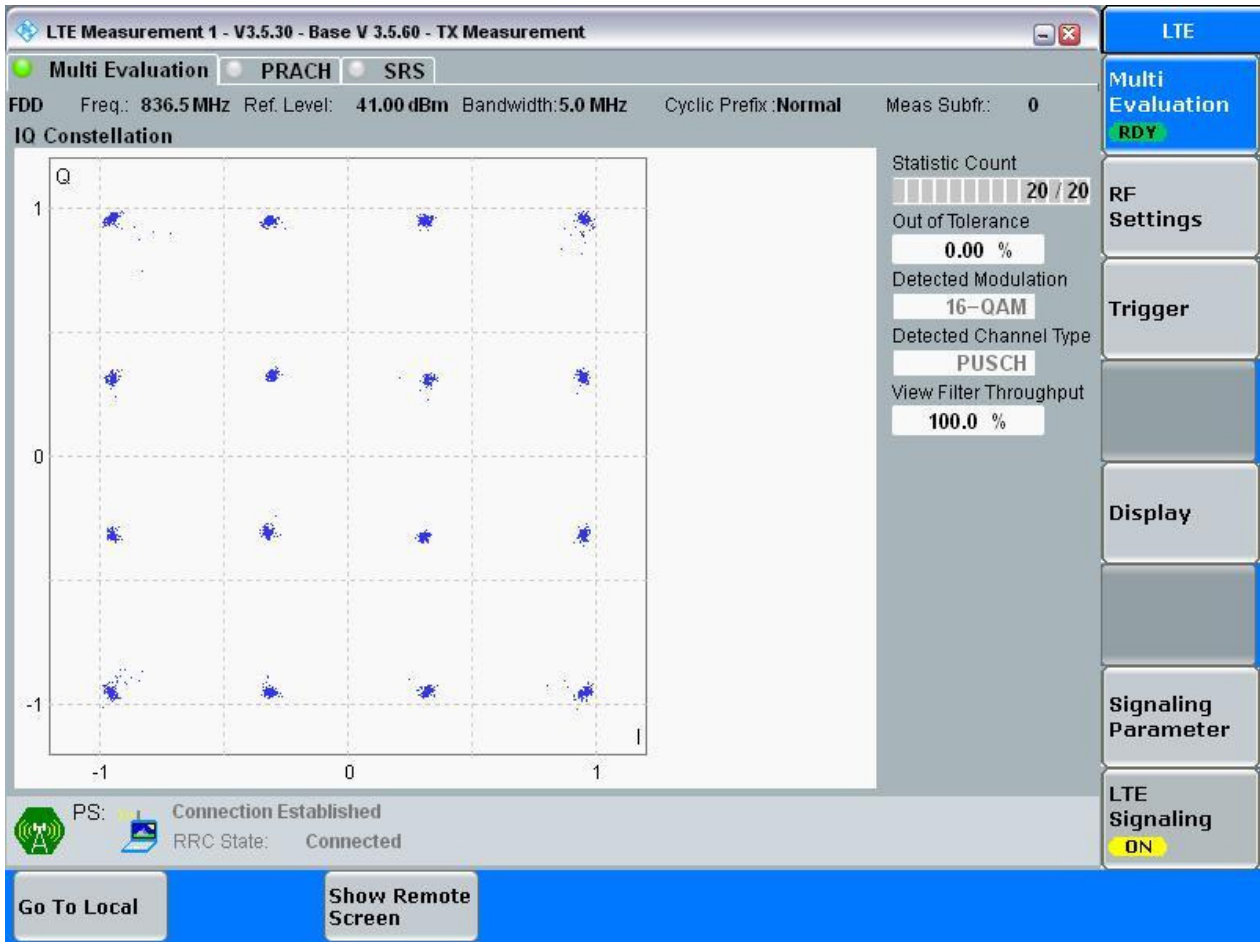 LTE Measurement 1 - V3.5.30 - Base V 3.5.60 - TX Measurement
LTE
Multi Evaluation PRACH SRS
Multi
Evaluation
RDY
FDD Freq.: 836.5 MHz Ref. Level: 41.00 dBm Bandwidth: 5.0 MHz Cyclic Prefix : Normal Meas Subfr.: 0
IQ Constellation
Q
1
0
-1
-1 0 1
I
Statistic Count
20 / 20
Out of Tolerance
0.00 %
Detected Modulation
16-QAM
Detected Channel Type
PUSCH
View Filter Throughput
100.0 %
RF
Settings
Trigger
Display
Signaling
Parameter
LTE
Signaling
ON
PS: Connection Established
RRC State: Connected
Go To Local
Show Remote
Screen